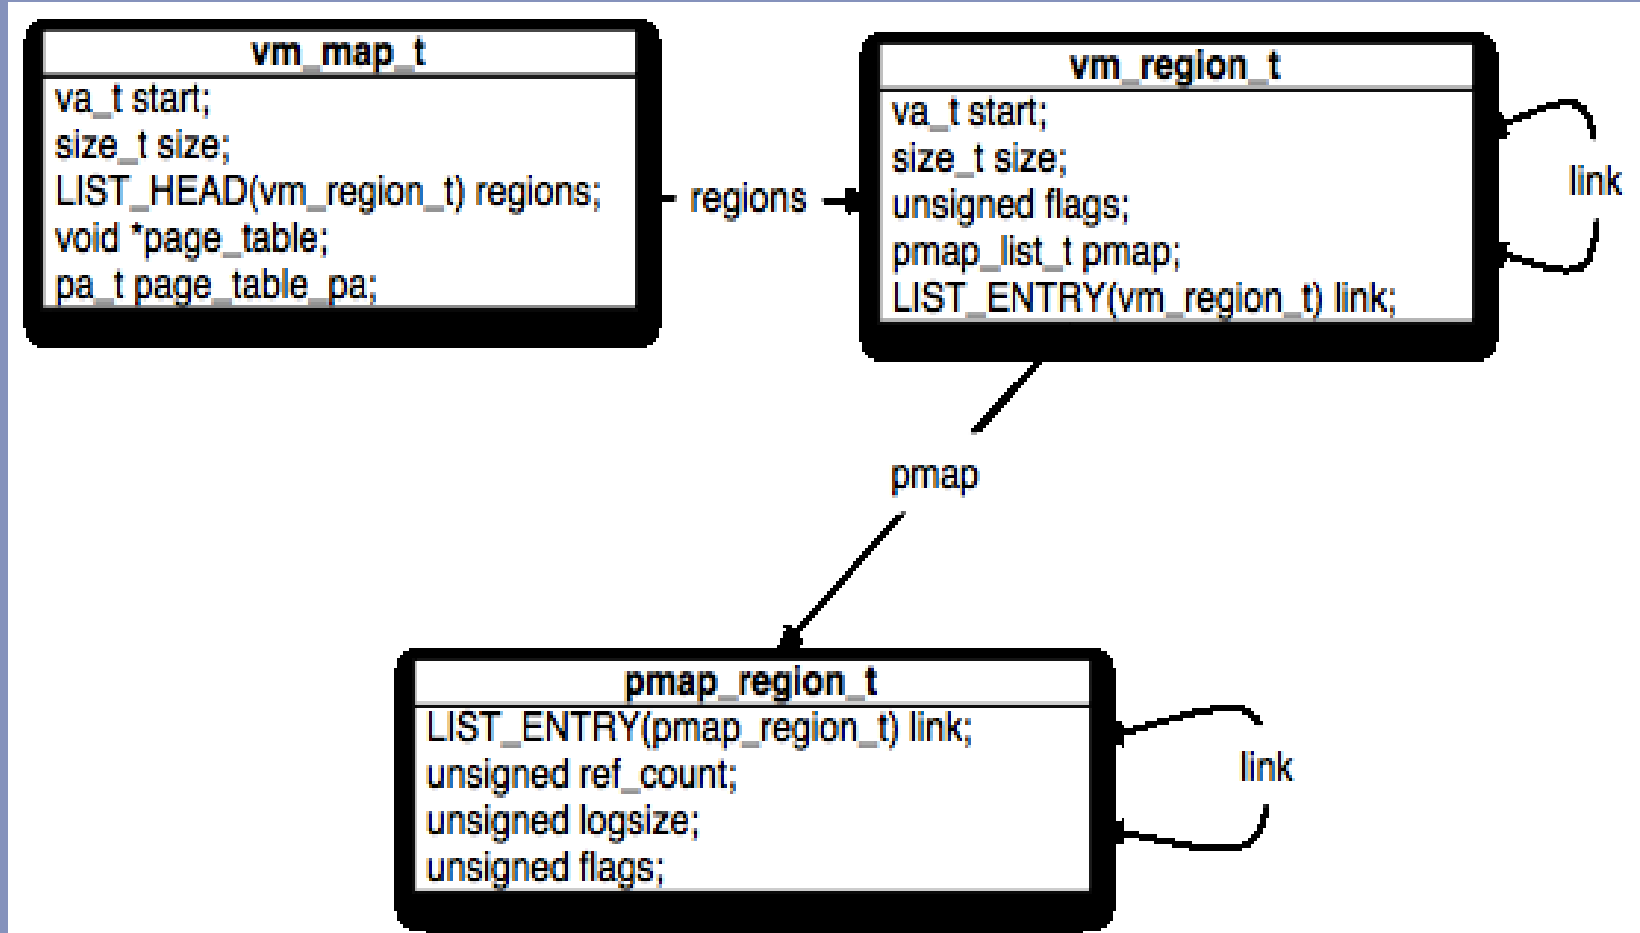 vm_map_t
va_t start;
size_t size;
LIST_HEAD(vm_region_t) regions;
void *page_table;
pa_t page_table_pa;
regions
vm_region_t
va_t start;
size_t size;
unsigned flags;
pmap_list_t pmap;
LIST_ENTRY(vm_region_t) link;
link
pmap
pmap_region_t
LIST_ENTRY(pmap_region_t) link;
unsigned ref_count;
unsigned logsize;
unsigned flags;
link